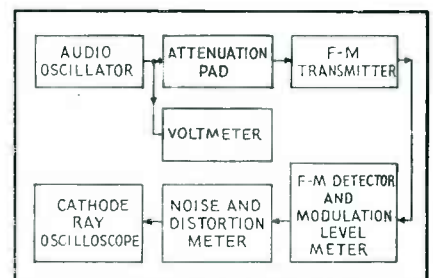 AUDIO
OSCILLATOR
ATTENUATION
PAD
F-M
TRANSMITTER
VOLTMETER
CATHODE
RAY
OSCILLOSCOPE
NOISE AND
DISTORTION
METER
F-M DETECTOR
AND
MODULATION
LEVEL
METER